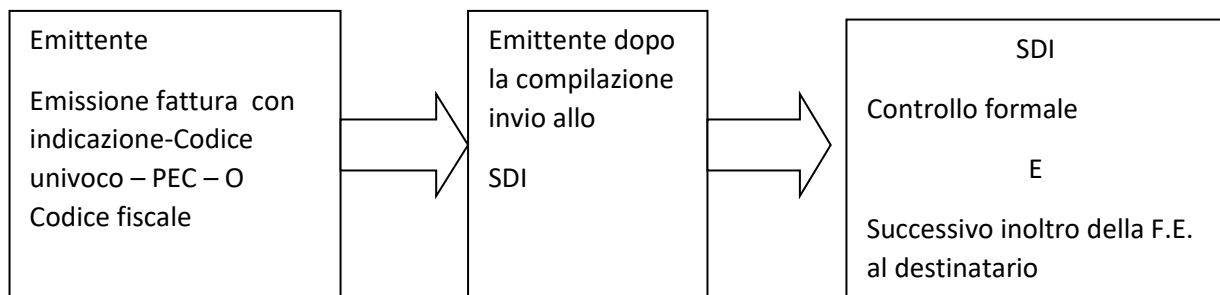 Emittente
Emissione fattura con
indicazione-Codice
univoco – PEC – O
Codice fiscale
Emittente dopo
la compilazione
invio allo
SDI
SDI
Controllo formale
E
Successivo inoltro della F.E.
al destinatario